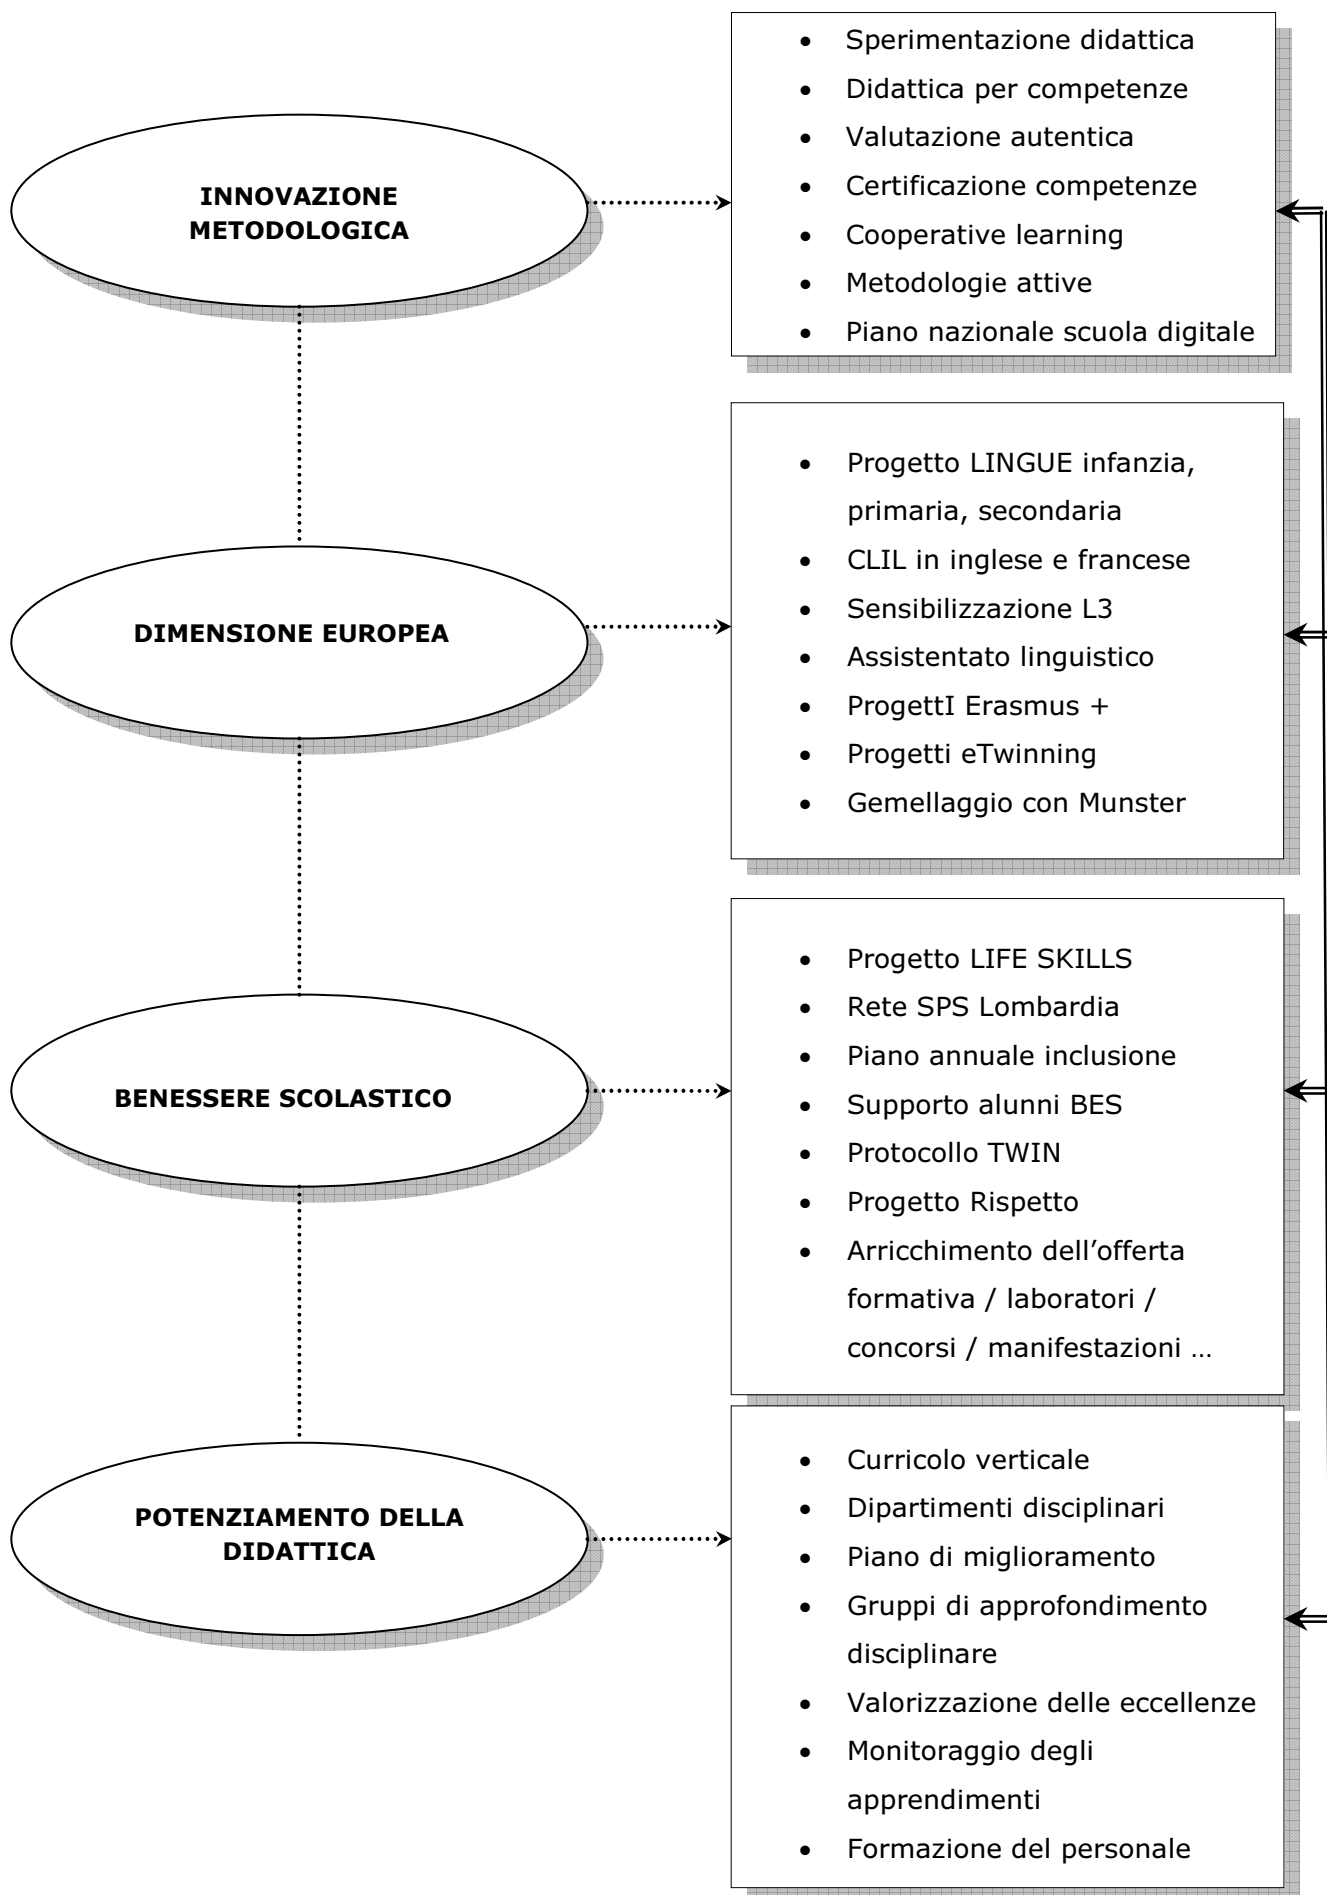 INNOVAZIONE
METODOLOGICA
• Sperimentazione didattica
• Didattica per competenze
• Valutazione autentica
• Certificazione competenze
• Cooperative learning
• Metodologie attive
• Piano nazionale scuola digitale
DIMENSIONE EUROPEA
• Progetto LINGUE infanzia,
primaria, secondaria
• CLIL in inglese e francese
• Sensibilizzazione L3
• Assistentato linguistico
• ProgettI Erasmus +
• Progetti eTwinning
• Gemellaggio con Munster
BENESSERE SCOLASTICO
• Progetto LIFE SKILLS
• Rete SPS Lombardia
• Piano annuale inclusione
• Supporto alunni BES
• Protocollo TWIN
• Progetto Rispetto
• Arricchimento dell’offerta
formativa / laboratori /
concorsi / manifestazioni …
POTENZIAMENTO DELLA
DIDATTICA
• Curricolo verticale
• Dipartimenti disciplinari
• Piano di miglioramento
• Gruppi di approfondimento
disciplinare
• Valorizzazione delle eccellenze
• Monitoraggio degli
apprendimenti
• Formazione del personale